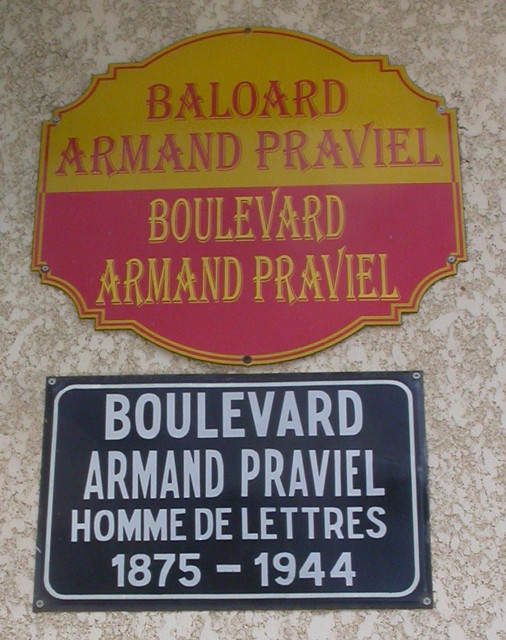 BALOARD
ARMAND PRAVIEL
BOULEVARD
ARMAND PRAVIEL
BOULEVARD
ARMAND PRAVIEL
HOMME DE LETTRES
1875 - 1944